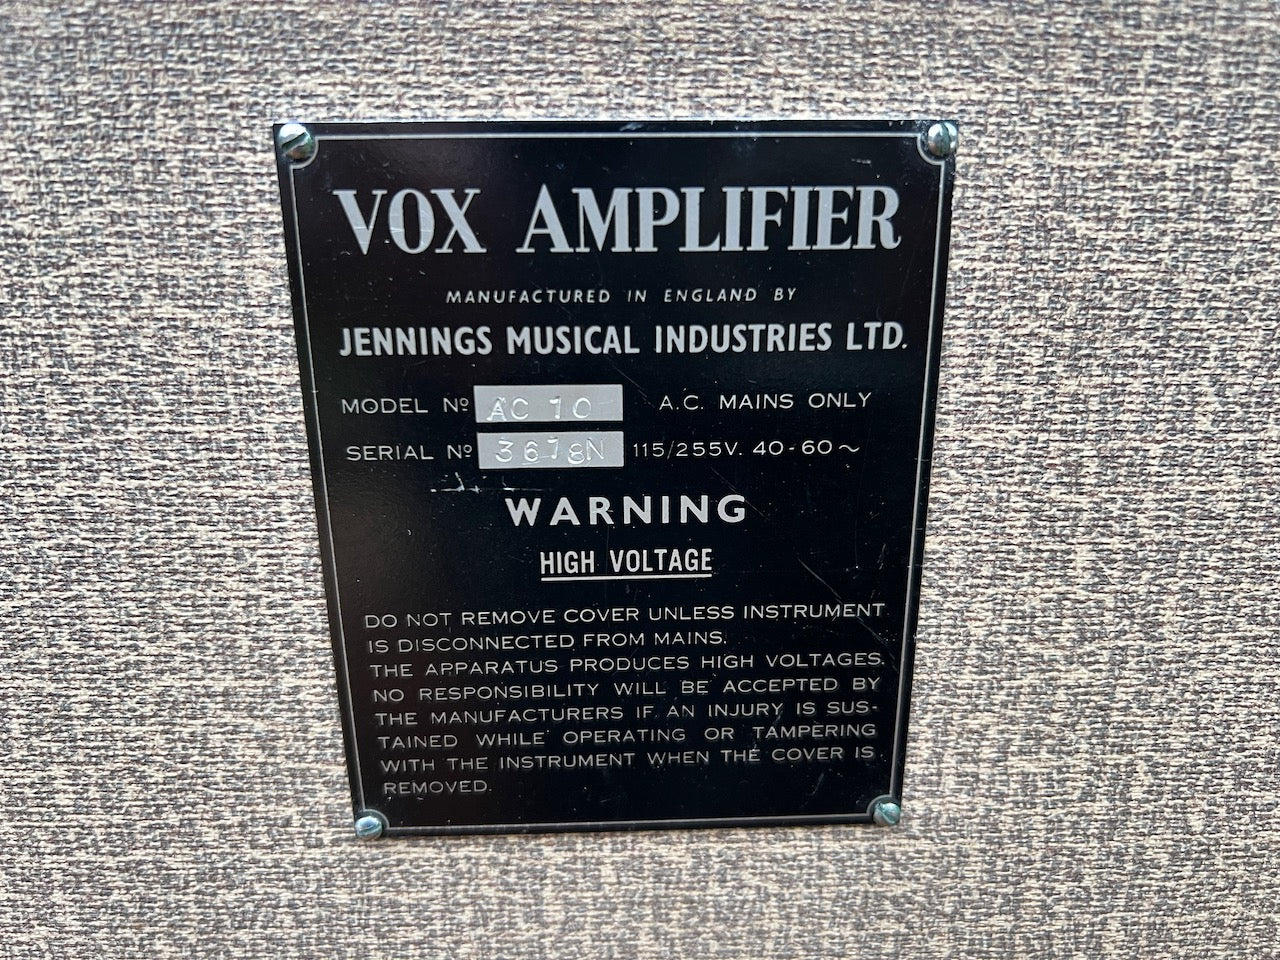 VOX AMPLIFIER
MANUFACTURED IN ENGLAND BY
JENNINGS MUSICAL INDUSTRIES LTD.
MODEL Nº AC 10 A.C. MAINS ONLY
SERIAL Nº 3678N 115/255V. 40-60~
WARNING
HIGH VOLTAGE
DO NOT REMOVE COVER UNLESS INSTRUMENT
IS DISCONNECTED FROM MAINS.
THE APPARATUS PRODUCES HIGH VOLTAGES.
NO RESPONSIBILITY WILL BE ACCEPTED BY
THE MANUFACTURERS IF AN INJURY IS SUS-
TAINED WHILE OPERATING OR TAMPERING
WITH THE INSTRUMENT WHEN THE COVER IS
REMOVED.